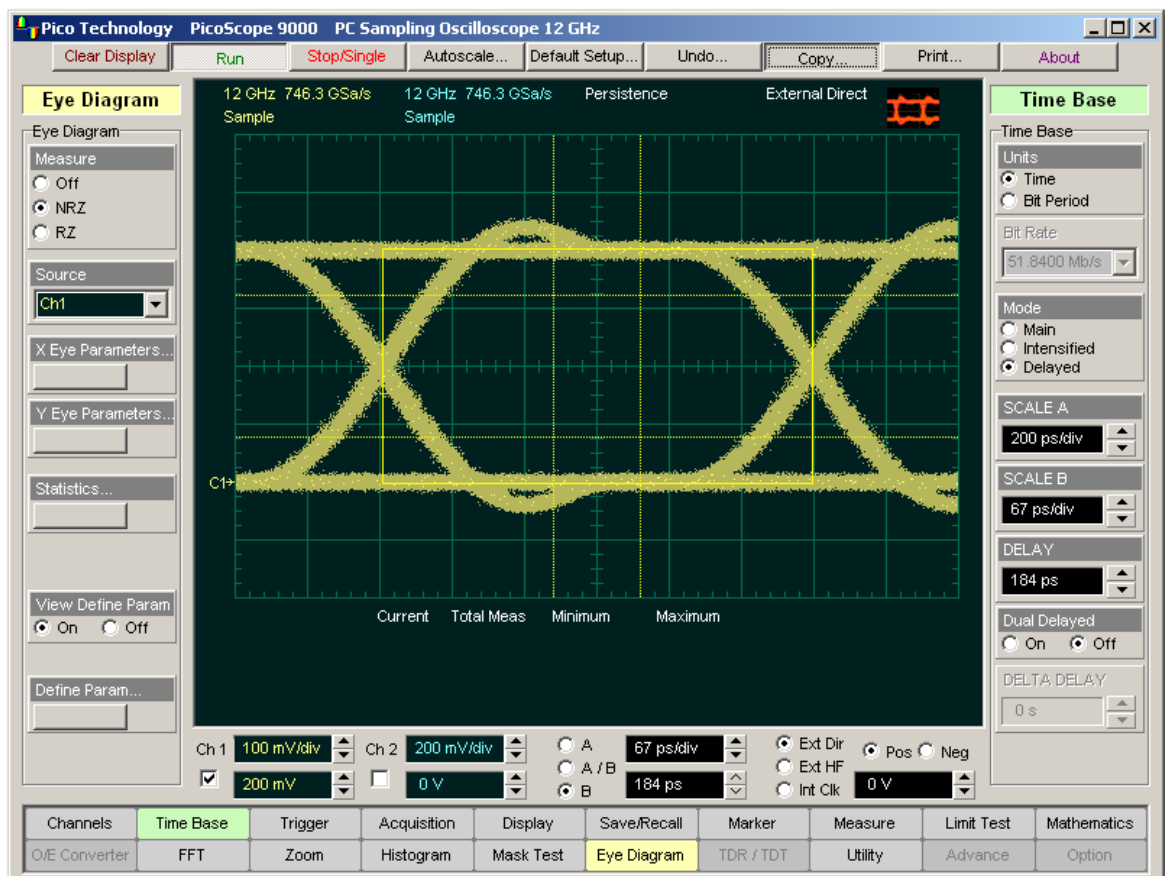 Pico Technology PicoScope 9000 PC Sampling Oscilloscope 12 GHz
Clear Display Run Stop/Single Autoscale... Default Setup... Undo... Copy... Print... About
Eye Diagram
Eye Diagram
Measure
Off
NRZ
RZ
Source
Ch1
X Eye Parameters...
Y Eye Parameters...
Statistics...
View Define Param
On Off
Define Param...
12 GHz 746.3 GSa/s 12 GHz 746.3 GSa/s Persistence External Direct
Sample Sample
C1
Current Total Meas Minimum Maximum
Time Base
Time Base
Units
Time
Bit Period
Bit Rate
51.8400 Mb/s
Mode
Main
Intensified
Delayed
SCALE A
200 ps/div
SCALE B
67 ps/div
DELAY
184 ps
Dual Delayed
On Off
DELTA DELAY
0 s
Ch 1 100 mV/div Ch 2 200 mV/div A 67 ps/div Ext Dir Pos Neg
A / B Ext HF
200 mV 0 V B 184 ps Int Clk 0 V
Channels Time Base Trigger Acquisition Display Save/Recall Marker Measure Limit Test Mathematics
O/E Converter FFT Zoom Histogram Mask Test Eye Diagram TDR / TDT Utility Advance Option